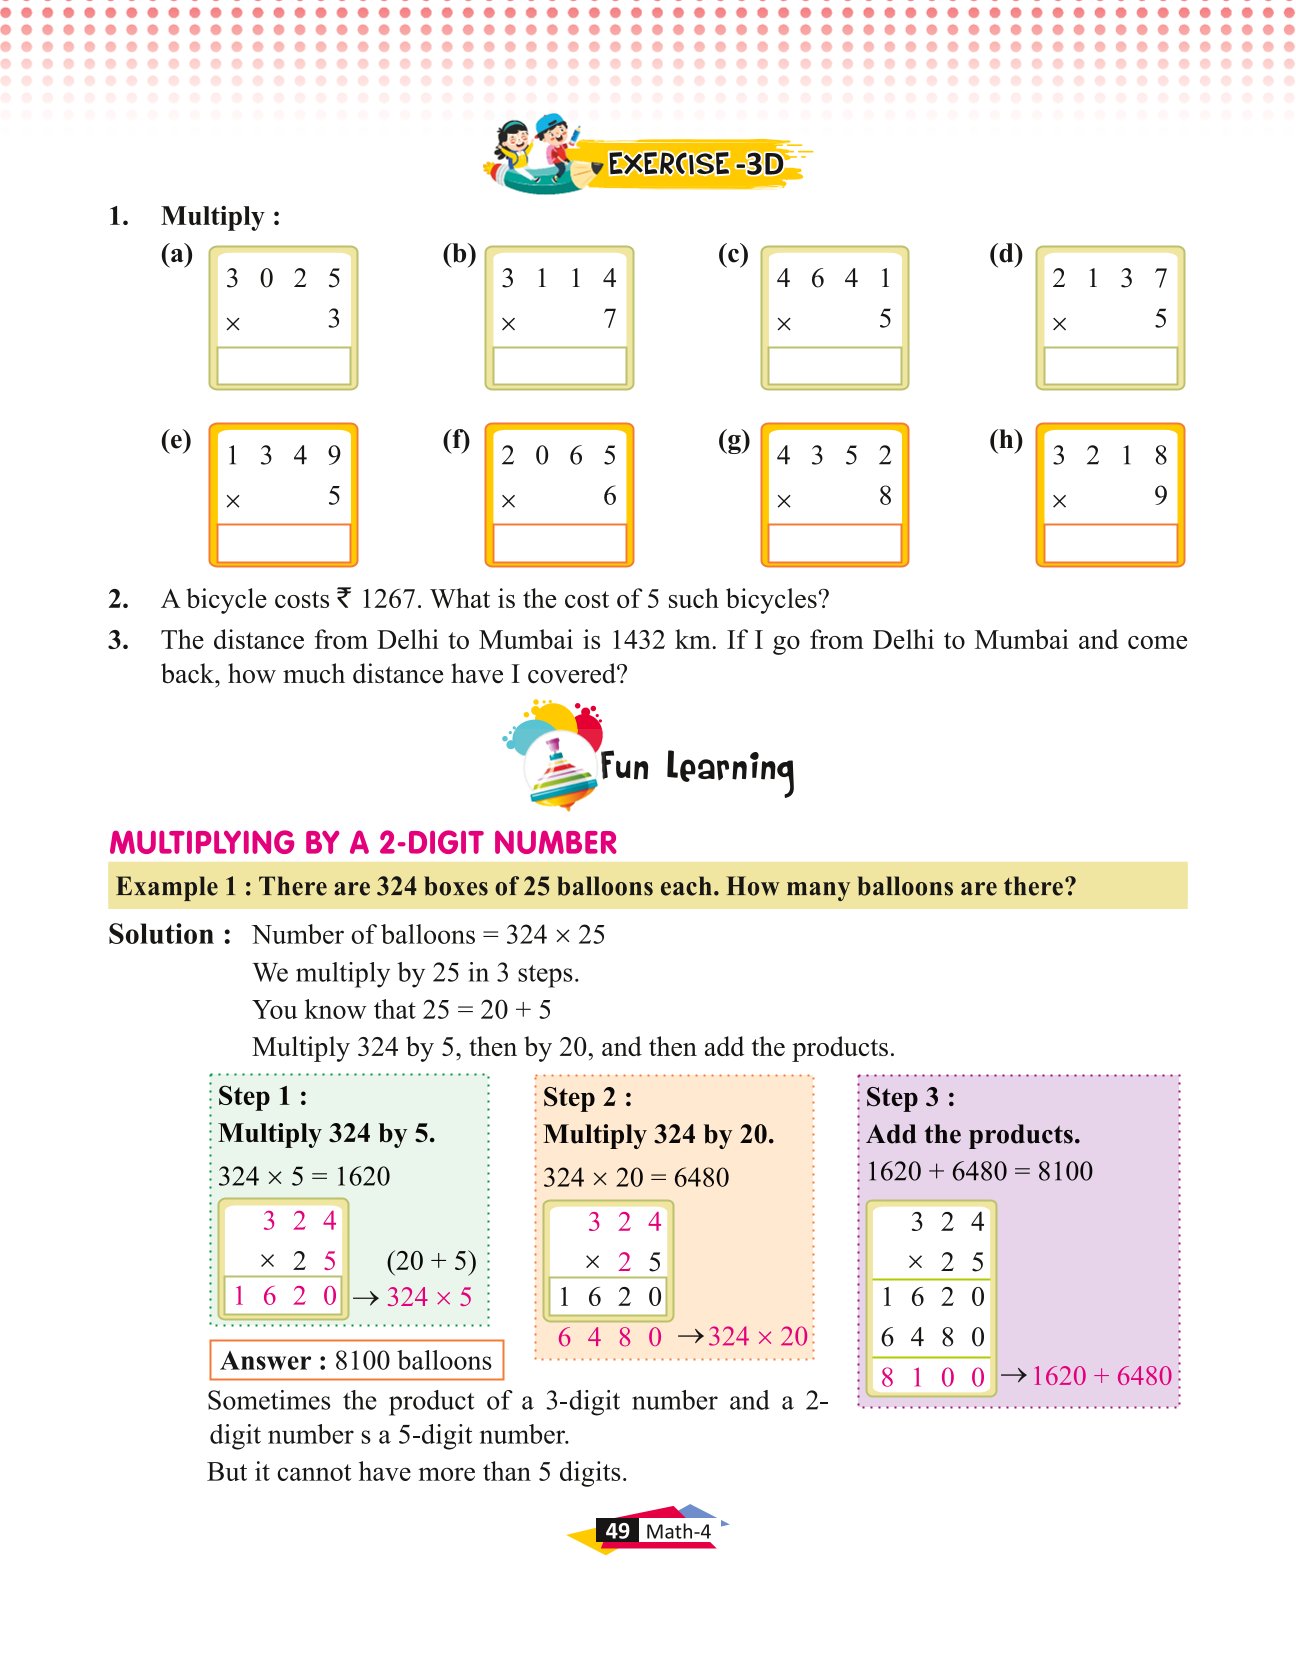 EXERCISE -3D
1. Multiply :
(a) (b) (c) (d)
3 0 2 5 3 1 1 4 4 6 4 1 2 1 3 7
× 3 × 7 × 5 × 5
(e) (f) (g) (h)
1 3 4 9 2 0 6 5 4 3 5 2 3 2 1 8
× 5 × 6 × 8 × 9
2. A bicycle costs ₹ 1267. What is the cost of 5 such bicycles?
3. The distance from Delhi to Mumbai is 1432 km. If I go from Delhi to Mumbai and come
back, how much distance have I covered?
Fun Learning
MULTIPLYING BY A 2-DIGIT NUMBER
Example 1 : There are 324 boxes of 25 balloons each. How many balloons are there?
Solution : Number of balloons = 324 × 25
We multiply by 25 in 3 steps.
You know that 25 = 20 + 5
Multiply 324 by 5, then by 20, and then add the products.
Step 1 :
Multiply 324 by 5.
324 × 5 = 1620
3 2 4
× 2 5 (20 + 5)
1 6 2 0 → 324 × 5
Step 2 :
Multiply 324 by 20.
324 × 20 = 6480
3 2 4
× 2 5
1 6 2 0
6 4 8 0 → 324 × 20
Step 3 :
Add the products.
1620 + 6480 = 8100
3 2 4
× 2 5
1 6 2 0
6 4 8 0
8 1 0 0 → 1620 + 6480
Answer : 8100 balloons
Sometimes the product of a 3-digit number and a 2-
digit number s a 5-digit number.
But it cannot have more than 5 digits.
49 Math-4